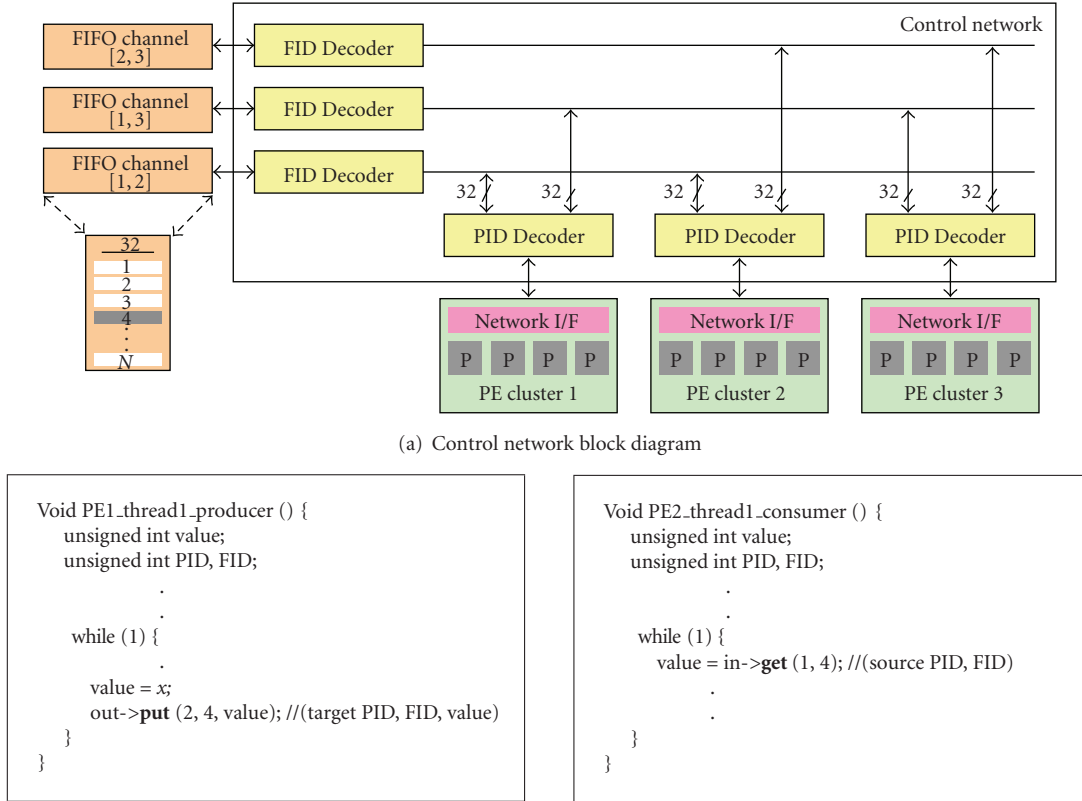 Control network
FIFO channel
[2, 3]
FID Decoder
FIFO channel
[1, 3]
FID Decoder
FIFO channel
[1, 2]
FID Decoder
32
32
32
32
32
32
PID Decoder
PID Decoder
PID Decoder
32
1
2
3
4
.
.
.
N
Network I/F
P P P P
PE cluster 1
Network I/F
P P P P
PE cluster 2
Network I/F
P P P P
PE cluster 3
(a) Control network block diagram
Void PE1_thread1_producer () {
unsigned int value;
unsigned int PID, FID;
.
.
while (1) {
.
value = x;
out->put (2, 4, value); //(target PID, FID, value)
}
}
Void PE2_thread1_consumer () {
unsigned int value;
unsigned int PID, FID;
.
.
while (1) {
value = in->get (1, 4); //(source PID, FID)
.
.
}
}